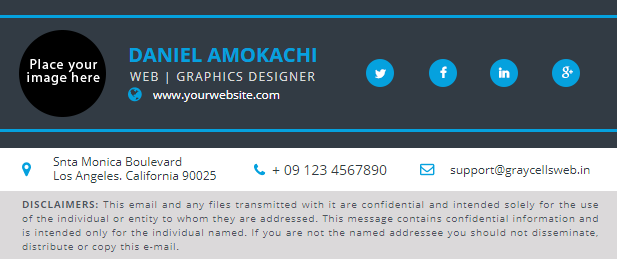 Place your
image here
DANIEL AMOKACHI
WEB | GRAPHICS DESIGNER
www.yourwebsite.com
f
in
g+
Snta Monica Boulevard
Los Angeles. California 90025
+ 09 123 4567890
support@graycellsweb.in
DISCLAIMERS: This email and any files transmitted with it are confidential and intended solely for the use
of the individual or entity to whom they are addressed. This message contains confidential information and
is intended only for the individual named. If you are not the named addressee you should not disseminate,
distribute or copy this e-mail.